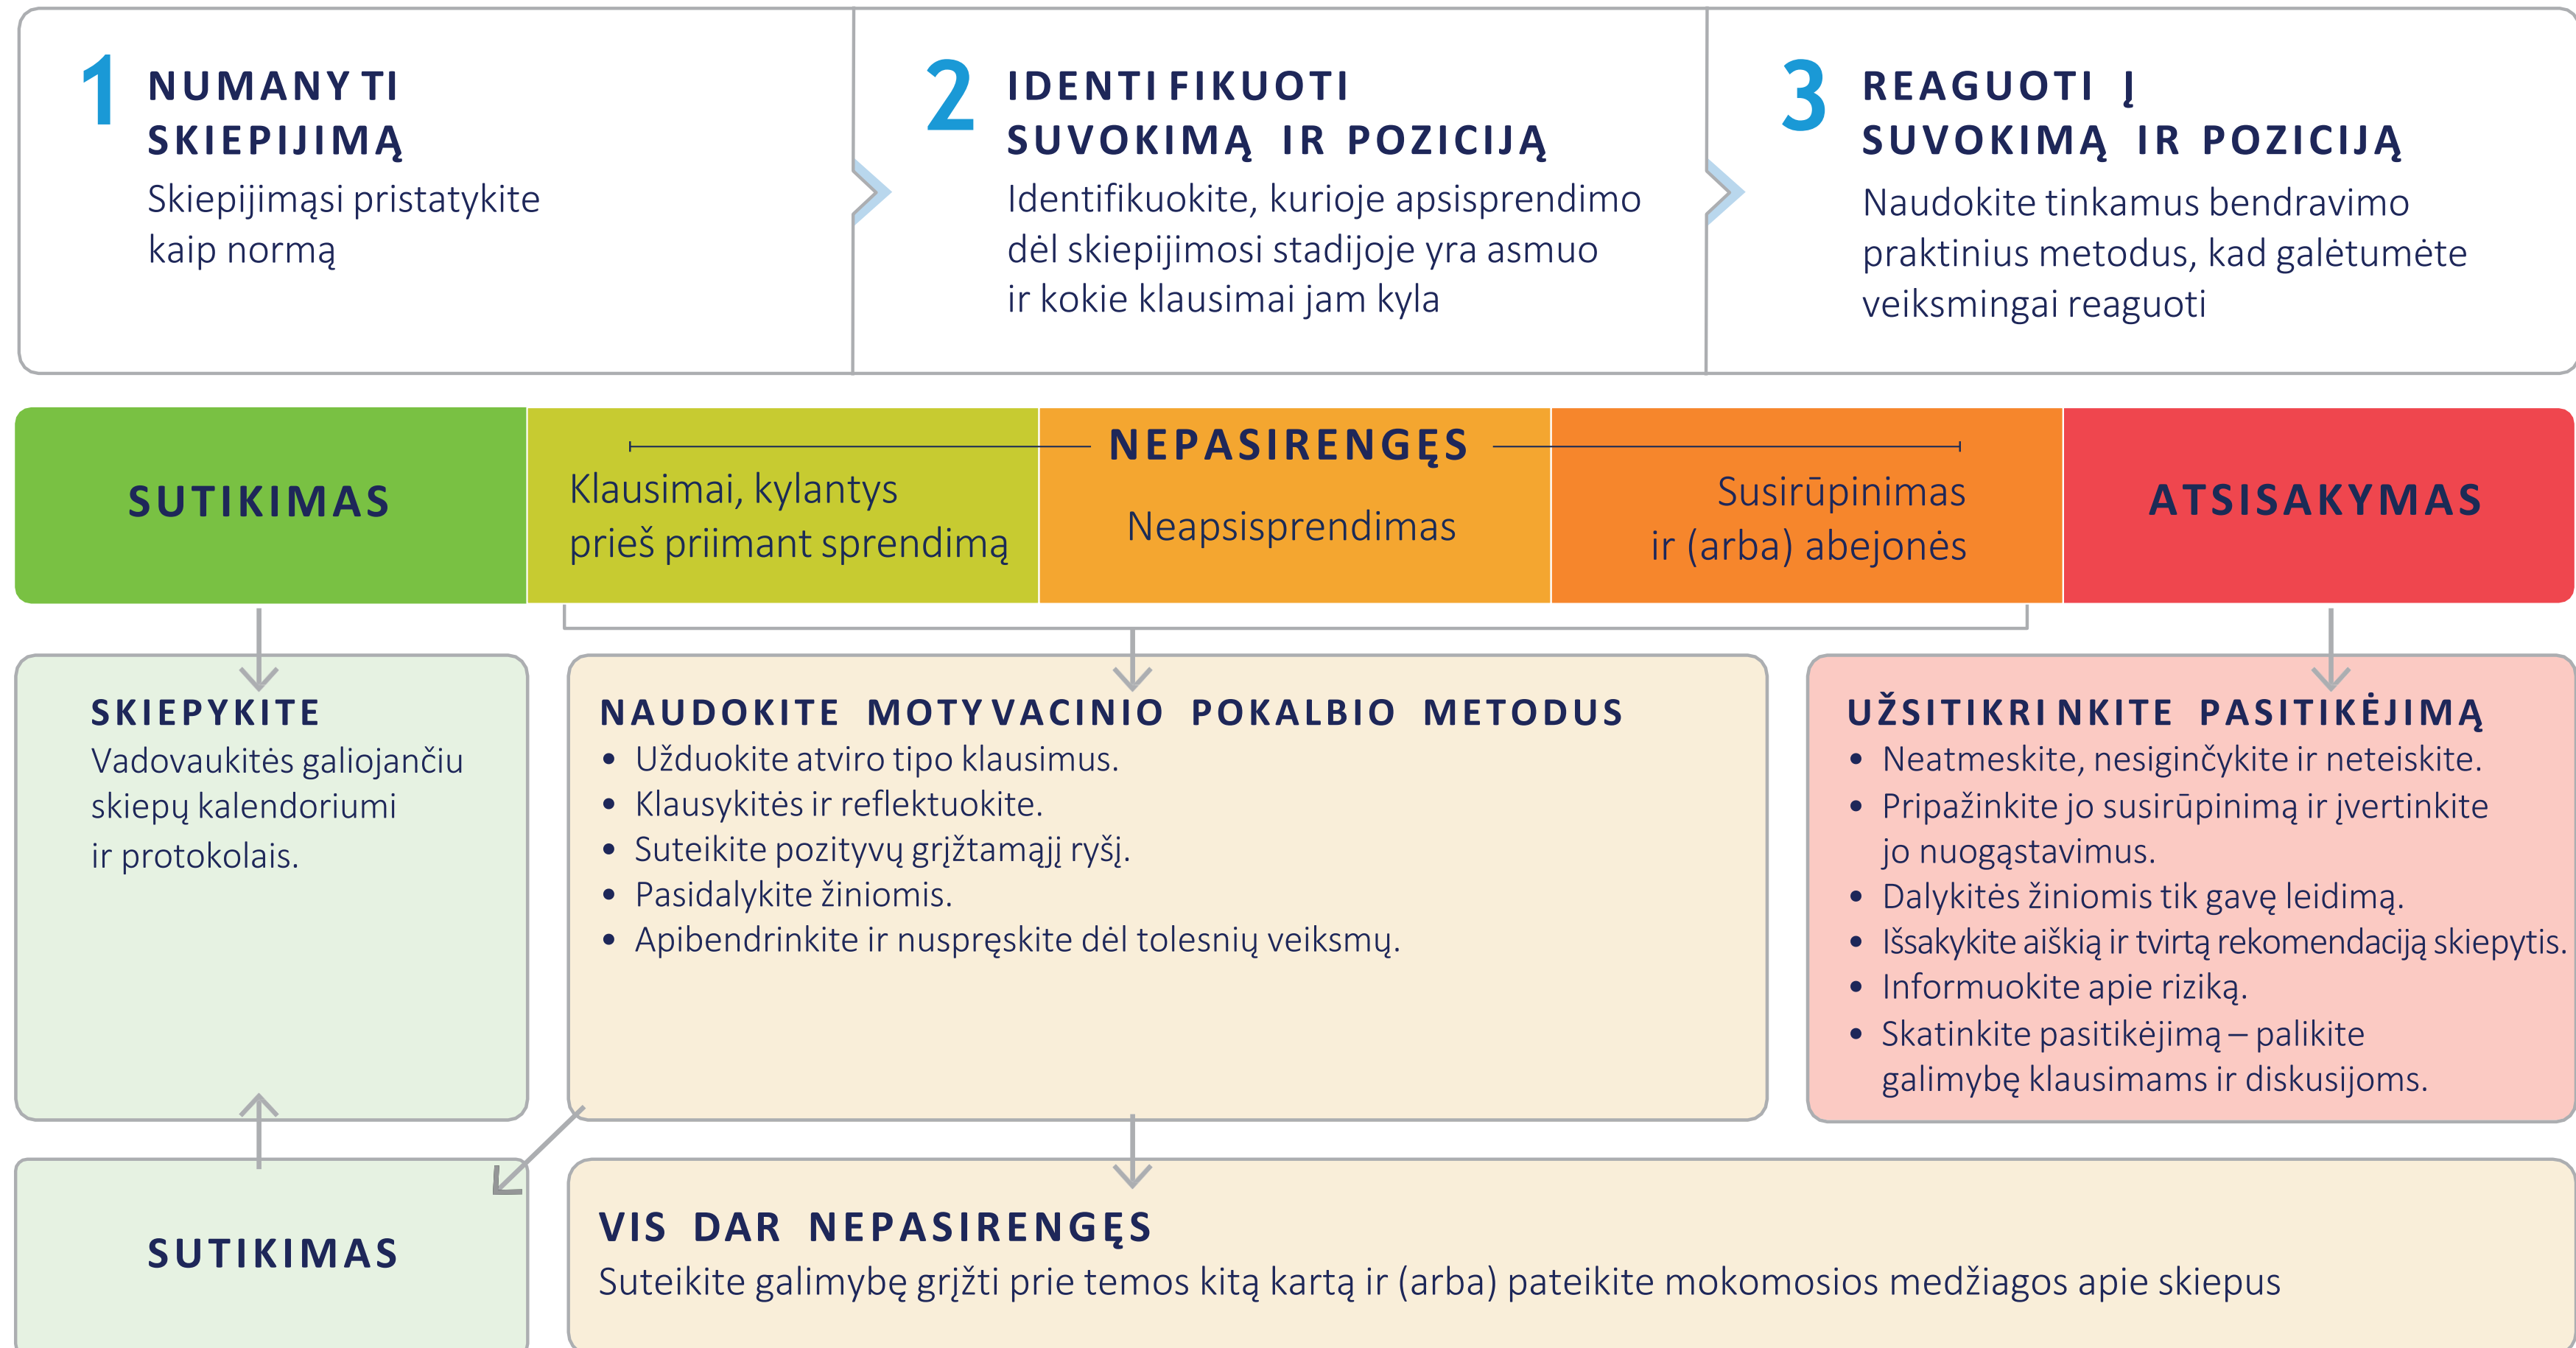 1 NUMANYTI
SKIEPIJIMĄ
Skiepijimąsi pristatykite
kaip normą
2 IDENTIFIKUOTI
SUVOKIMĄ IR POZICIJĄ
Identifikuokite, kurioje apsisprendimo
dėl skiepijimosi stadijoje yra asmuo
ir kokie klausimai jam kyla
3 REAGUOTI Į
SUVOKIMĄ IR POZICIJĄ
Naudokite tinkamus bendravimo
praktinius metodus, kad galėtumėte
veiksmingai reaguoti
SUTIKIMAS
NEPASIRENGĘS
Klausimai, kylantys
prieš priimant sprendimą
Neapsisprendimas
Susirūpinimas
ir (arba) abejonės
ATSISAKYMAS
SKIEPYKITE
Vadovaukitės galiojančiu
skiepų kalendoriumi
ir protokolais.
NAUDOKITE MOTYVACINIO POKALBIO METODUS
• Užduokite atviro tipo klausimus.
• Klausykitės ir reflektuokite.
• Suteikite pozityvų grįžtamąjį ryšį.
• Pasidalykite žiniomis.
• Apibendrinkite ir nuspręskite dėl tolesnių veiksmų.
UŽSITIKRINKITE PASITIKĖJIMĄ
• Neatmeskite, nesiginčykite ir neteiskite.
• Pripažinkite jo susirūpinimą ir įvertinkite
jo nuogąstavimus.
• Dalykitės žiniomis tik gavę leidimą.
• Išsakykite aiškią ir tvirtą rekomendaciją skiepytis.
• Informuokite apie riziką.
• Skatinkite pasitikėjimą – palikite
galimybę klausimams ir diskusijoms.
SUTIKIMAS
VIS DAR NEPASIRENGĘS
Suteikite galimybę grįžti prie temos kitą kartą ir (arba) pateikite mokomosios medžiagos apie skiepus